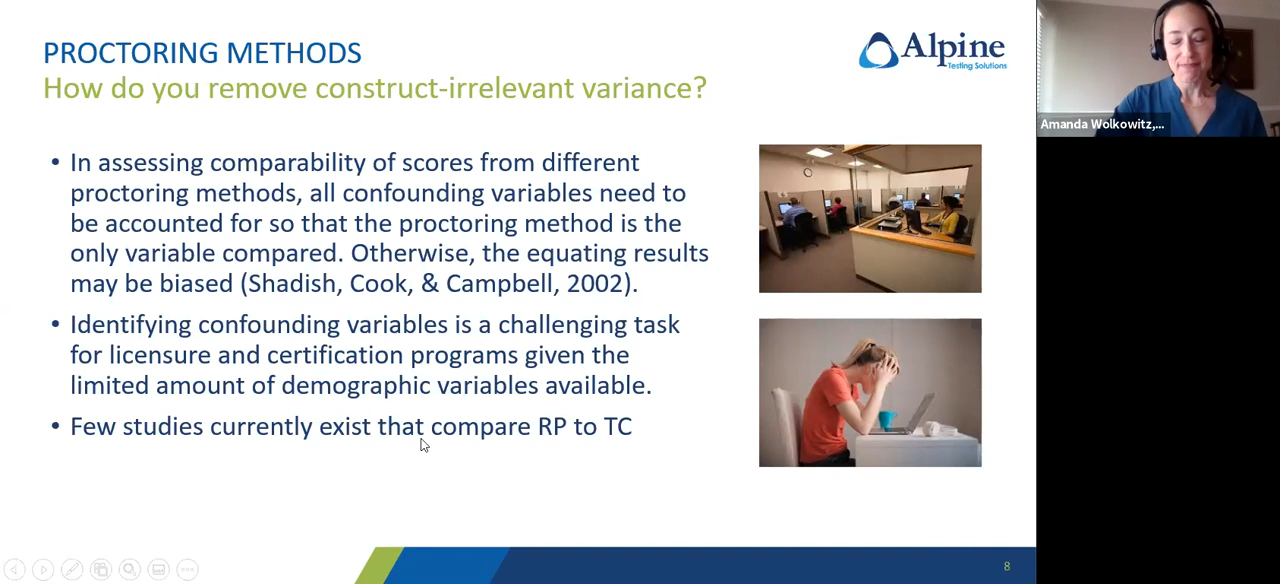 PROCTORING METHODS
How do you remove construct-irrelevant variance?
Alpine
Testing Solutions
• In assessing comparability of scores from different
proctoring methods, all confounding variables need to
be accounted for so that the proctoring method is the
only variable compared. Otherwise, the equating results
may be biased (Shadish, Cook, & Campbell, 2002).
• Identifying confounding variables is a challenging task
for licensure and certification programs given the
limited amount of demographic variables available.
• Few studies currently exist that compare RP to TC
Amanda Wolkowitz,...
8